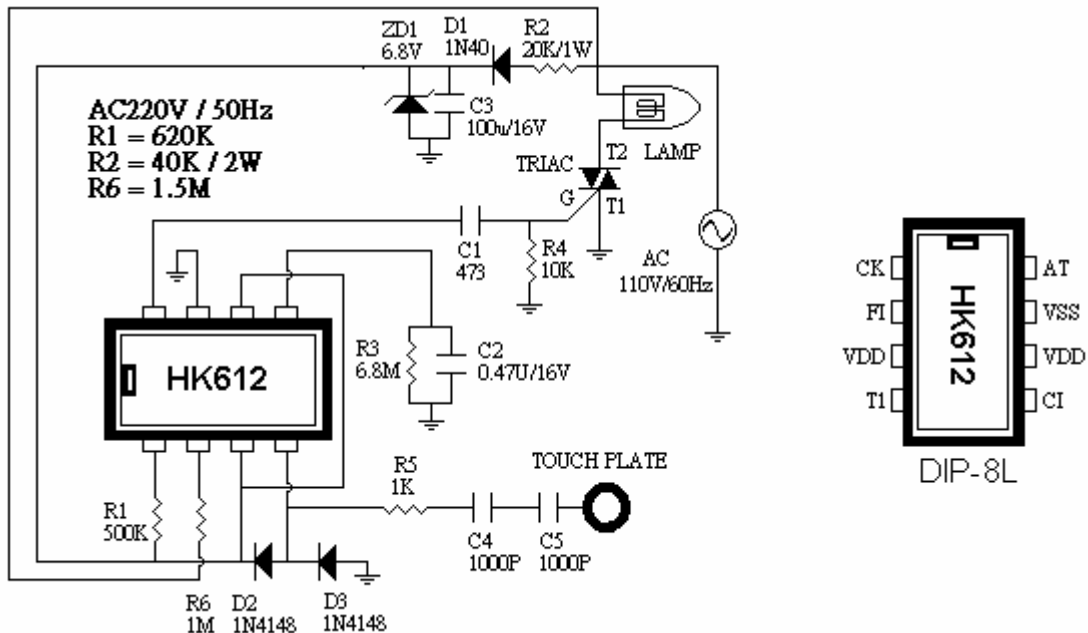 ZD1
6.8V
D1
1N40
R2
20K/1W
C3
100u/16V
AC220V / 50Hz
R1 = 620K
R2 = 40K / 2W
R6 = 1.5M
TRIAC
T2
LAMP
G
T1
C1
473
R4
10K
AC
110V/60Hz
HK612
R3
6.8M
C2
0.47U/16V
R5
1K
TOUCH PLATE
C4
1000P
C5
1000P
R1
500K
R6
1M
D2
1N4148
D3
1N4148
CK
AT
FI
VSS
VDD
VDD
T1
CI
HK612
DIP-8L